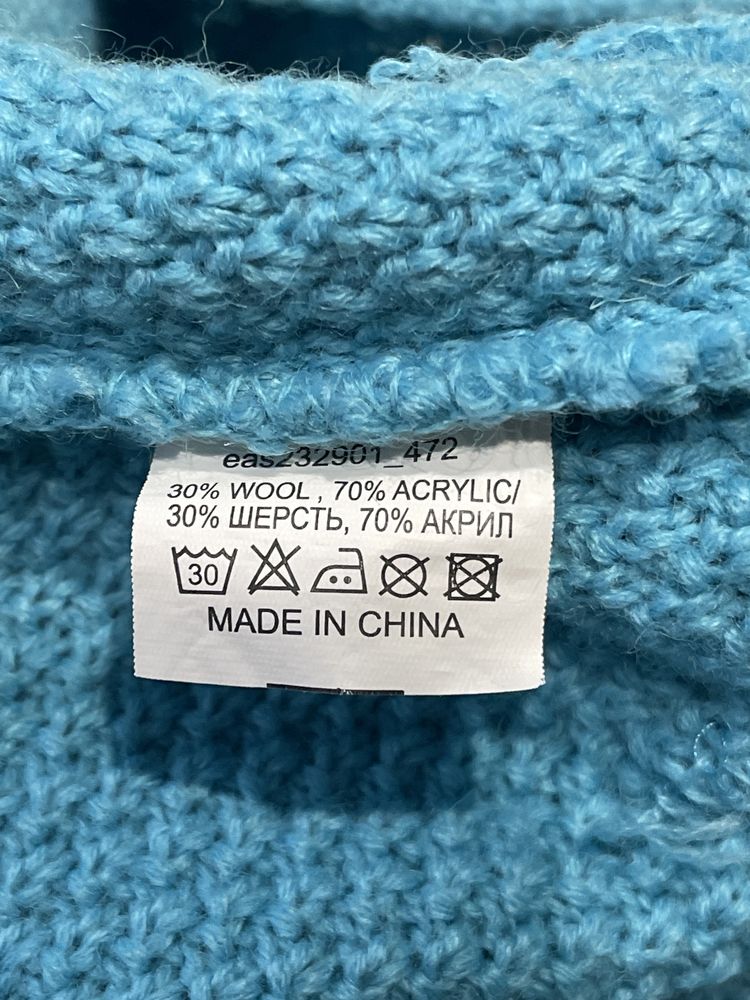 eas232901_472
30% WOOL , 70% ACRYLIC/
30% ШЕРСТЬ, 70% АКРИЛ
30
MADE IN CHINA